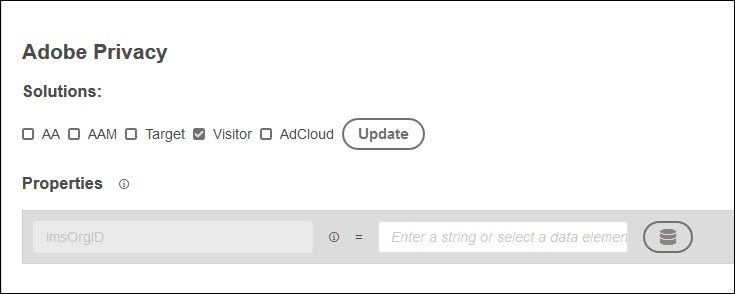 Adobe Privacy
Solutions:
AA AAM Target Visitor AdCloud Update
Properties
imsOrgID = Enter a string or select a data elemen